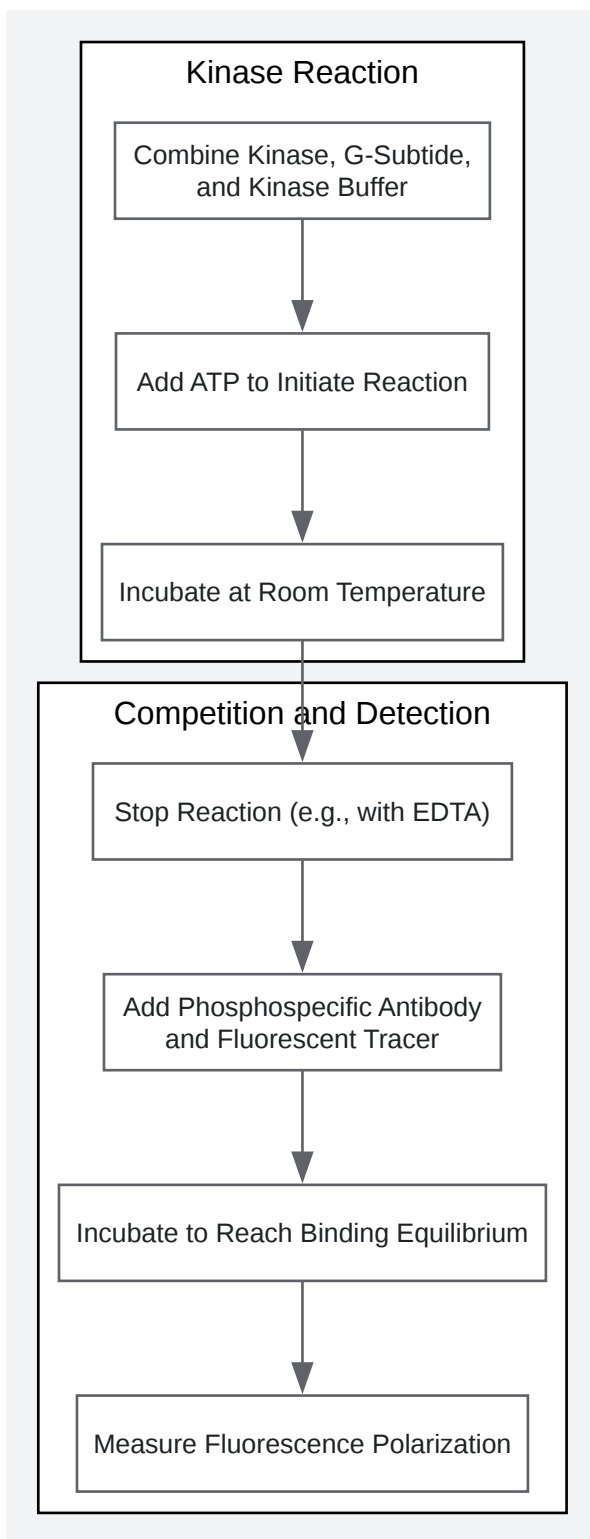 Kinase Reaction
Combine Kinase, G-Subtide,
and Kinase Buffer
Add ATP to Initiate Reaction
Incubate at Room Temperature
Competition and Detection
Stop Reaction (e.g., with EDTA)
Add Phosphospecific Antibody
and Fluorescent Tracer
Incubate to Reach Binding Equilibrium
Measure Fluorescence Polarization